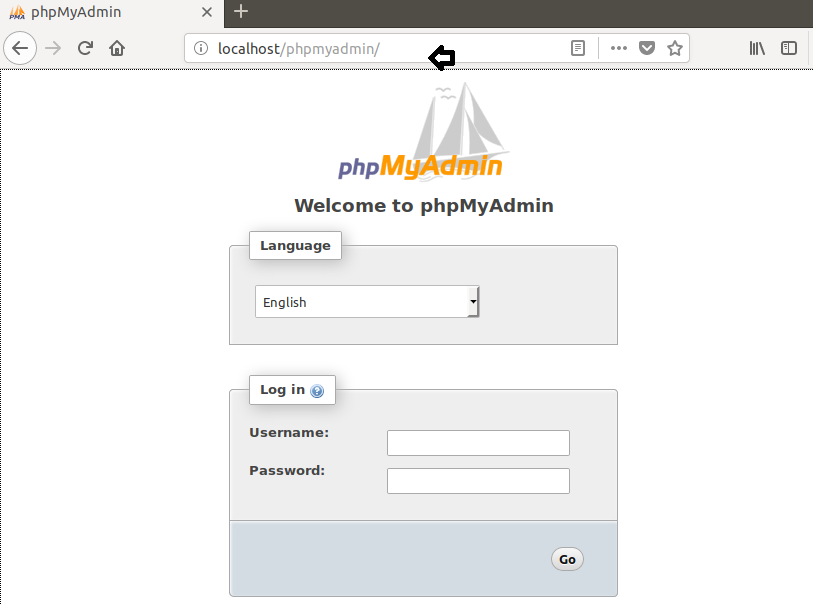 phpMyAdmin
localhost/phpmyadmin/
phpMyAdmin
Welcome to phpMyAdmin
Language
English
Log in
Username:
Password:
Go